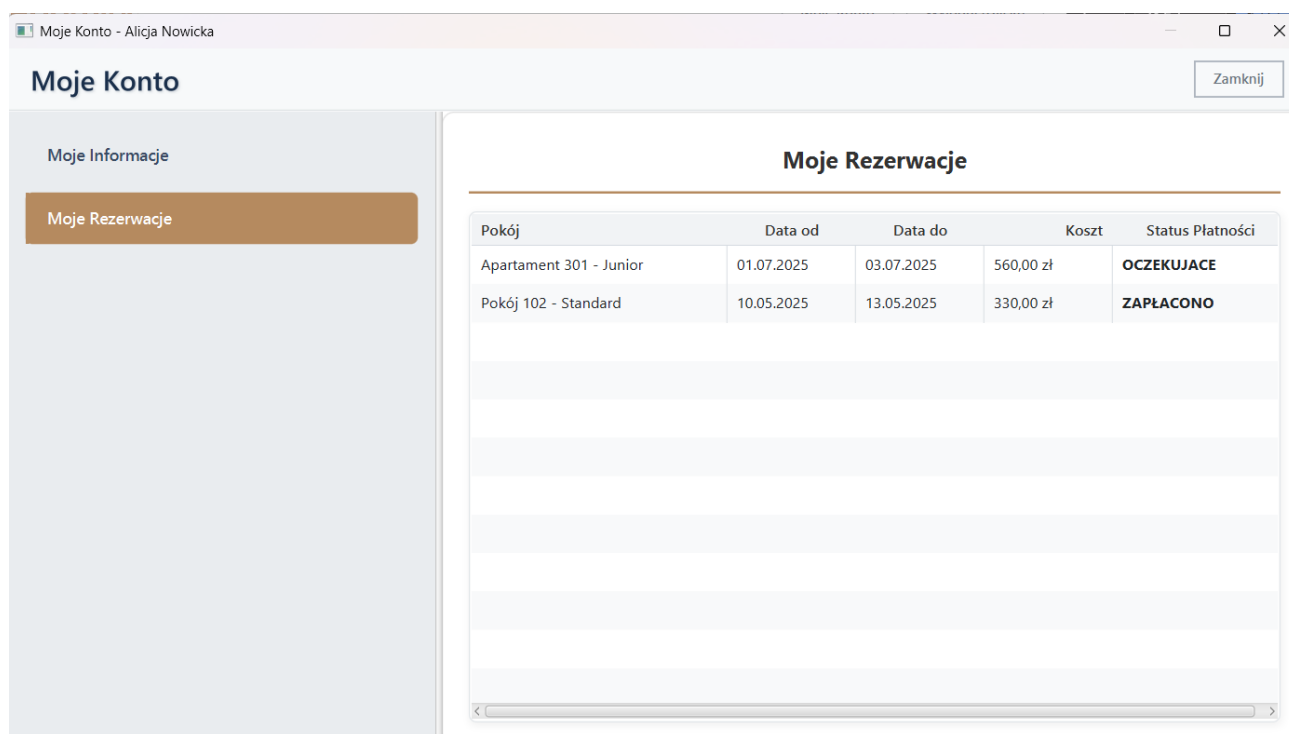 Moje Konto - Alicja Nowicka
Moje Konto
Zamknij
Moje Informacje
Moje Rezerwacje
Moje Rezerwacje
Pokój Data od Data do Koszt Status Płatności
Apartament 301 - Junior 01.07.2025 03.07.2025 560,00 zł OCZEKUJACE
Pokój 102 - Standard 10.05.2025 13.05.2025 330,00 zł ZAPŁACONO